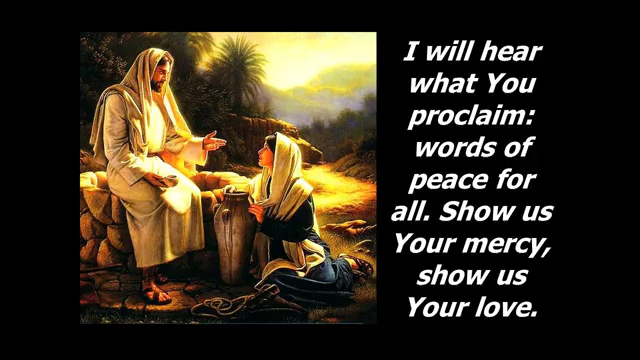 I will hear
what You
proclaim:
words of
peace for
all. Show us
Your mercy,
show us
Your love.